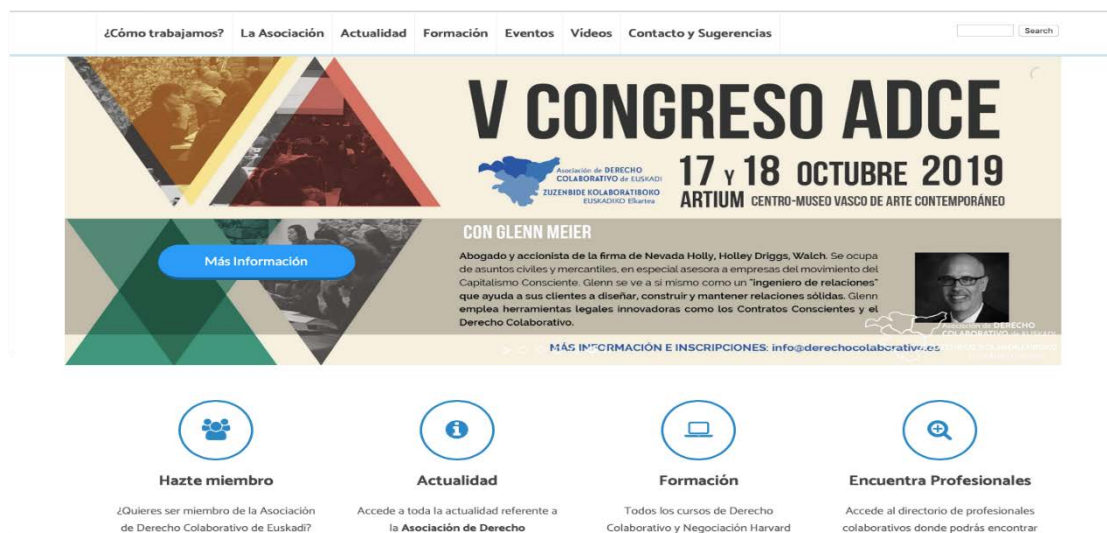 ¿Cómo trabajamos? La Asociación Actualidad Formación Eventos Vídeos Contacto y Sugerencias Search
V CONGRESO ADCE
Asociación de DERECHO
COLABORATIVO de EUSKADI
ZUZENBIDE KOLABORATIBOKO
EUSKADIKO Elkartea
17 Y 18 OCTUBRE 2019
ARTIUM CENTRO-MUSEO VASCO DE ARTE CONTEMPORÁNEO
CON GLENN MEIER
Más Información
Abogado y accionista de la firma de Nevada Holly, Holley Driggs, Walch. Se ocupa
de asuntos civiles y mercantiles, en especial asesora a empresas del movimiento del
Capitalismo Consciente. Glenn se ve a si mismo como un "ingeniero de relaciones"
que ayuda a sus clientes a diseñar, construir y mantener relaciones sólidas. Glenn
emplea herramientas legales innovadoras como los Contratos Conscientes y el
Derecho Colaborativo.
Asociación de DERECHO
COLABORATIVO de EUSKADI
MÁS INFORMACIÓN E INSCRIPCIONES: info@derechocolaborativo.es
Hazte miembro
¿Quieres ser miembro de la Asociación
de Derecho Colaborativo de Euskadi?
Actualidad
Accede a toda la actualidad referente a
la Asociación de Derecho
Formación
Todos los cursos de Derecho
Colaborativo y Negociación Harvard
Encuentra Profesionales
Accede al directorio de profesionales
colaborativos donde podrás encontrar